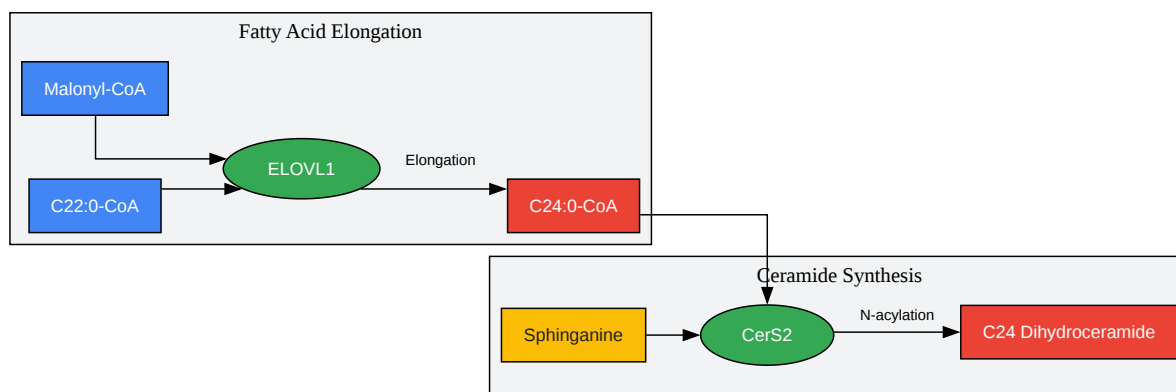 Fatty Acid Elongation
Malonyl-CoA
ELOVL1
Elongation
C22:0-CoA
C24:0-CoA
Ceramide Synthesis
Sphinganine
CerS2
N-acylation
C24 Dihydroceramide